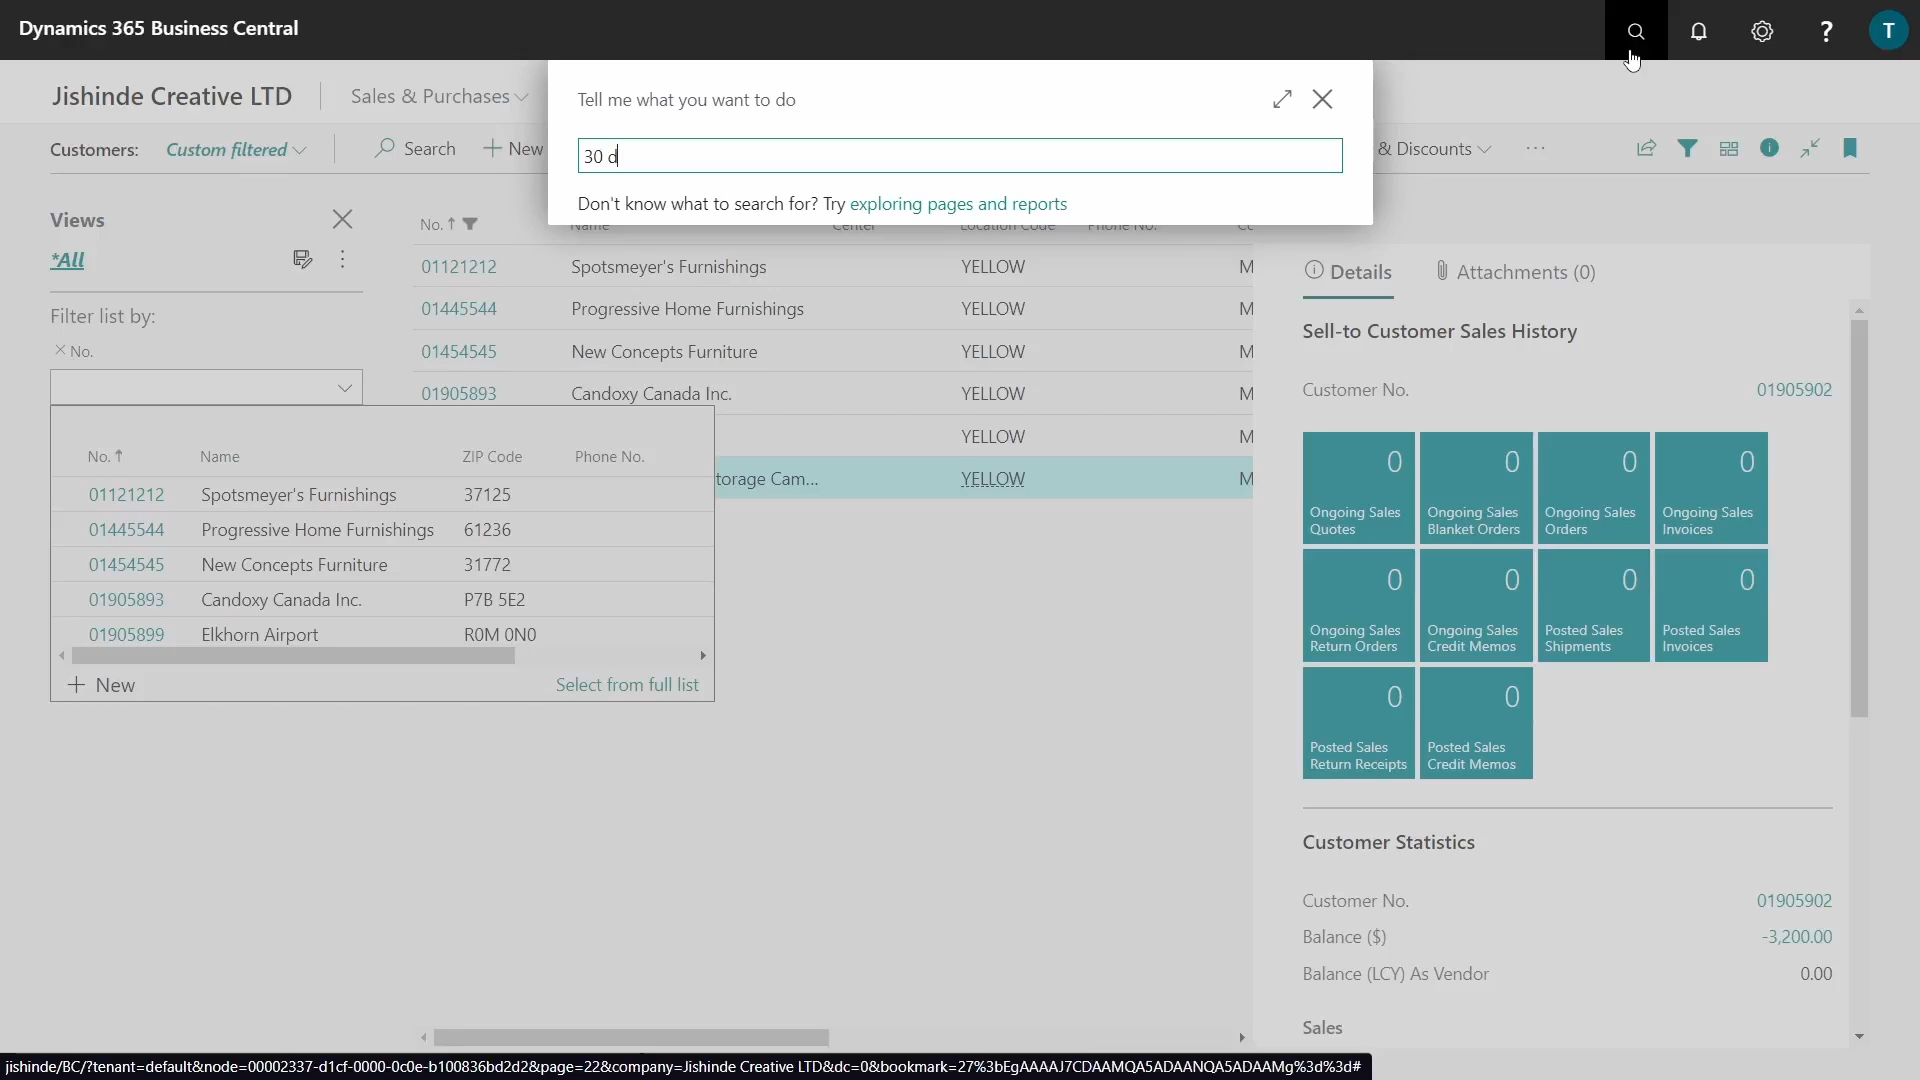 Dynamics 365 Business Central
T
Jishinde Creative LTD
Sales & Purchases
Tell me what you want to do
30 d
Don't know what to search for? Try exploring pages and reports
Customers: Custom filtered
Search
New
& Discounts
Views
*All
Filter list by:
No.
No. Name Center Location Code Phone No.
01121212 Spotsmeyer's Furnishings YELLOW M
01445544 Progressive Home Furnishings YELLOW M
01454545 New Concepts Furniture YELLOW M
01905893 Candoxy Canada Inc. YELLOW M
YELLOW M
torage Cam... YELLOW M
No. Name ZIP Code Phone No.
01121212 Spotsmeyer's Furnishings 37125
01445544 Progressive Home Furnishings 61236
01454545 New Concepts Furniture 31772
01905893 Candoxy Canada Inc. P7B 5E2
01905899 Elkhorn Airport R0M 0N0
New
Select from full list
Details
Attachments (0)
Sell-to Customer Sales History
Customer No. 01905902
0 0 0 0
Ongoing Sales Quotes
Ongoing Sales Blanket Orders
Ongoing Sales Orders
Ongoing Sales Invoices
0 0 0 0
Ongoing Sales Return Orders
Ongoing Sales Credit Memos
Posted Sales Shipments
Posted Sales Invoices
0 0
Posted Sales Return Receipts
Posted Sales Credit Memos
Customer Statistics
Customer No. 01905902
Balance ($) -3,200.00
Balance (LCY) As Vendor 0.00
Sales
jishinde/BC/?tenant=default&node=00002337-d1cf-0000-0c0e-b100836bd2d2&page=22&company=Jishinde Creative LTD&dc=0&bookmark=27%3bEgAAAAJ7CDAAMQA5ADAANQA5ADAAMg%3d%3d#